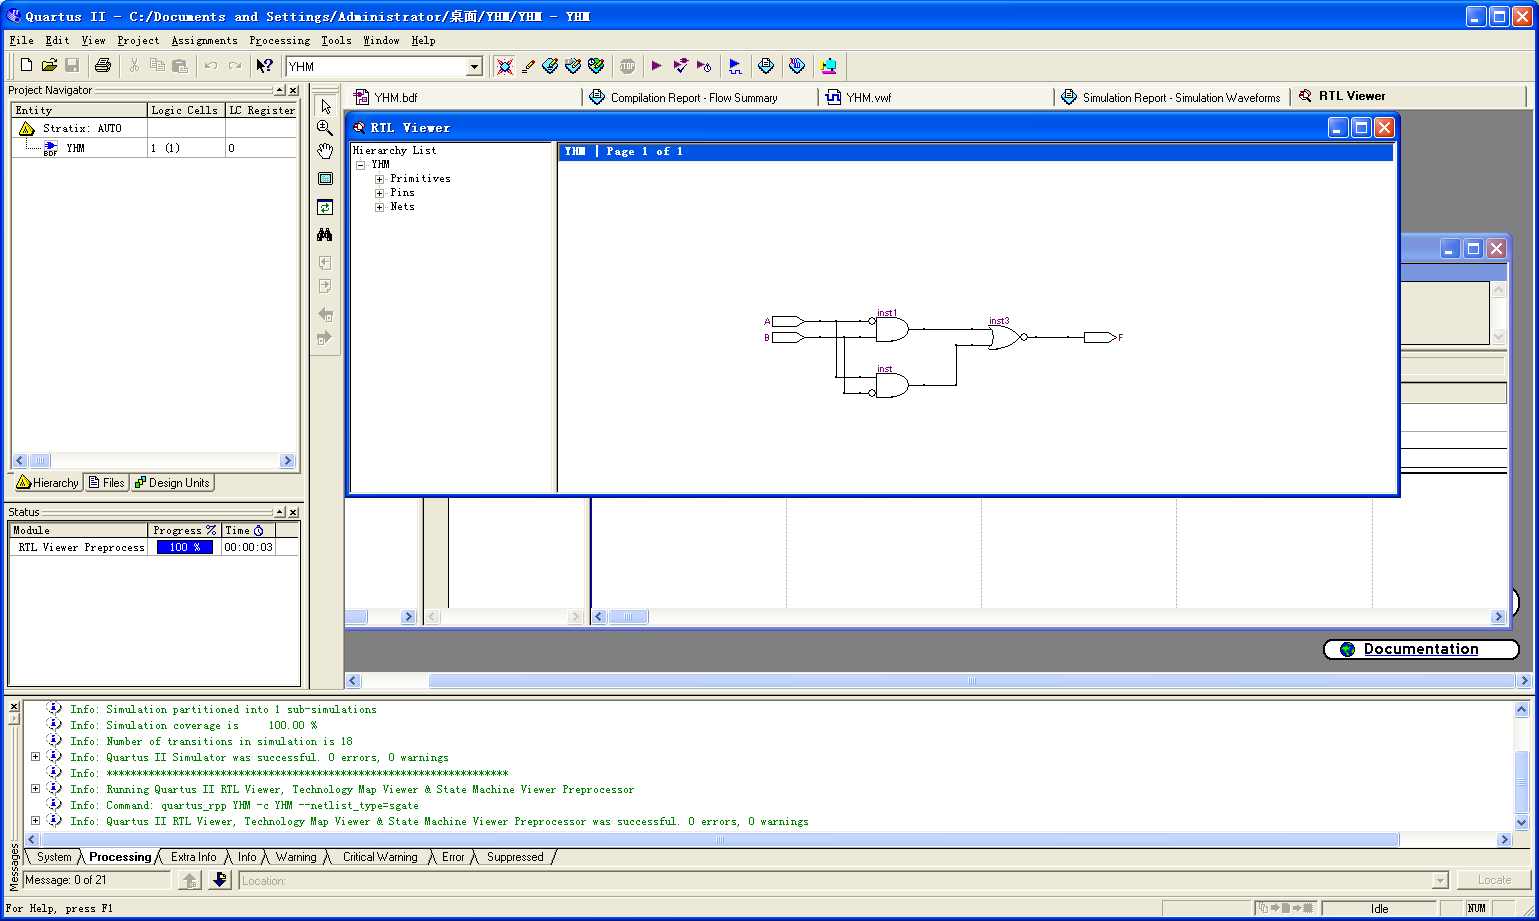 Quartus II - C:/Documents and Settings/Administrator/桌面/YHM/YHM - YHM
File Edit View Project Assignments Processing Tools Window Help
YHM
STOP
Project Navigator
Entity Logic Cells LC Register
Stratix: AUTO
BDF YHM 1 (1) 0
Hierarchy Files Design Units
Status
Module Progress % Time
RTL Viewer Preprocess 100 % 00:00:03
YHM.bdf Compilation Report - Flow Summary YHM.vwf Simulation Report - Simulation Waveforms RTL Viewer
RTL Viewer
Hierarchy List
YHM
Primitives
Pins
Nets
YHM | Page 1 of 1
inst1
inst3
A
B
F
inst
Documentation
Info: Simulation partitioned into 1 sub-simulations
Info: Simulation coverage is 100.00 %
Info: Number of transitions in simulation is 18
Info: Quartus II Simulator was successful. 0 errors, 0 warnings
Info: *******************************************************************
Info: Running Quartus II RTL Viewer, Technology Map Viewer & State Machine Viewer Preprocessor
Info: Command: quartus_rpp YHM -c YHM --netlist_type=sgate
Info: Quartus II RTL Viewer, Technology Map Viewer & State Machine Viewer Preprocessor was successful. 0 errors, 0 warnings
System Processing Extra Info Info Warning Critical Warning Error Suppressed
Messages
Message: 0 of 21 Location: Locate
For Help, press F1 Idle NUM